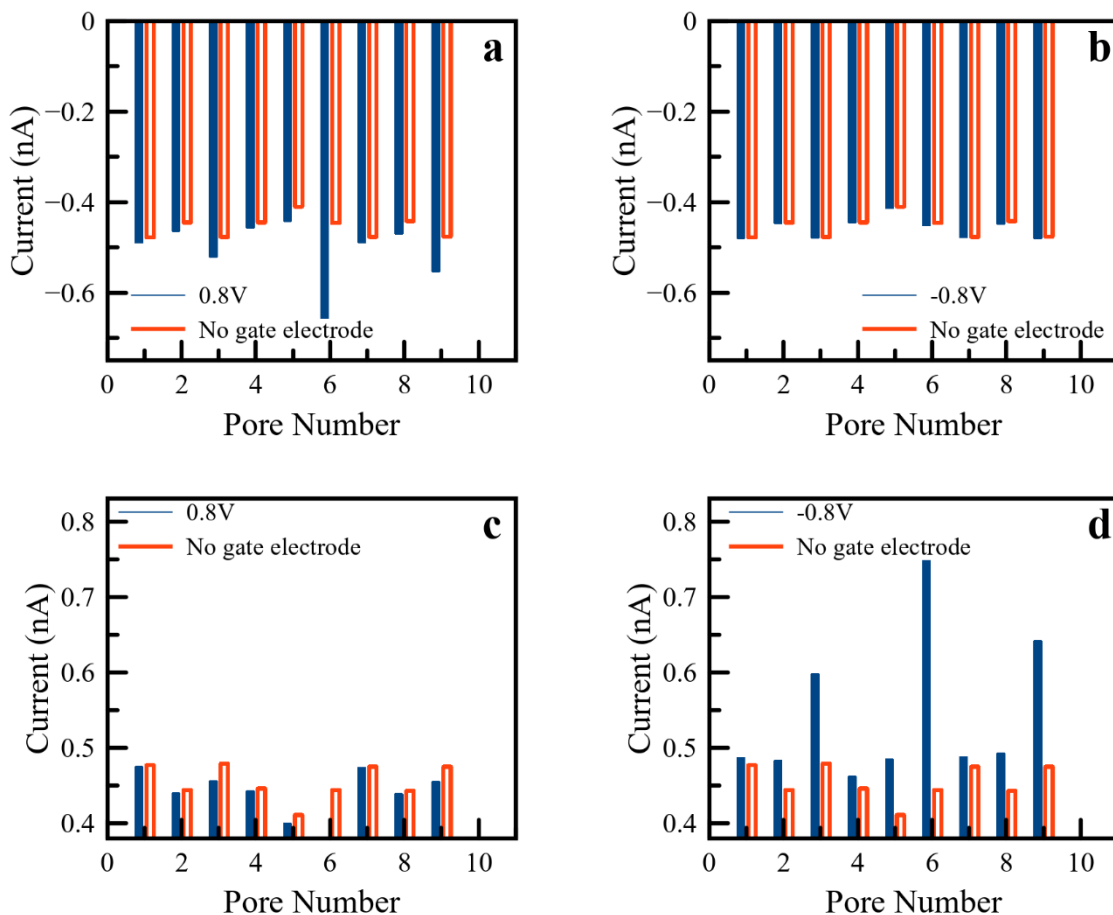 a
0
−0.2
−0.4
−0.6
Current (nA)
0.8V
No gate electrode
0 2 4 6 8 10
Pore Number
b
0
−0.2
−0.4
−0.6
Current (nA)
-0.8V
No gate electrode
0 2 4 6 8 10
Pore Number
c
0.8
0.7
0.6
0.5
0.4
Current (nA)
0.8V
No gate electrode
0 2 4 6 8 10
Pore Number
d
0.8
0.7
0.6
0.5
0.4
Current (nA)
-0.8V
No gate electrode
0 2 4 6 8 10
Pore Number